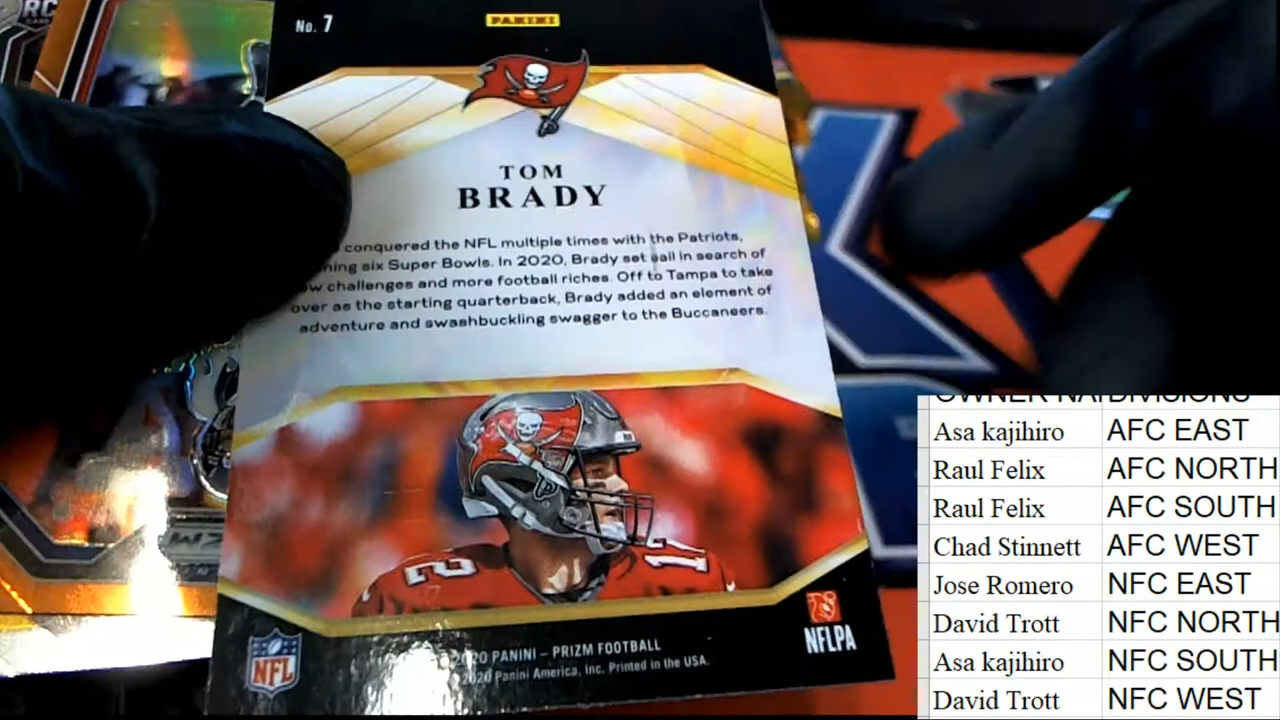 No. 7
PANINI
TOM
BRADY
conquered the NFL multiple times with the Patriots,
six Super Bowls. In 2020, Brady set sail in search of
challenges and more football riches. Off to Tampa to take
over as the starting quarterback, Brady added an element of
adventure and swashbuckling swagger to the Buccaneers.
12
NFL
PANINI – PRIZM FOOTBALL
2020 Panini America, Inc. Printed in the USA.
NFLPA
RC
DIVISIONS
Asa kajihiro AFC EAST
Raul Felix AFC NORTH
Raul Felix AFC SOUTH
Chad Stinnett AFC WEST
Jose Romero NFC EAST
David Trott NFC NORTH
Asa kajihiro NFC SOUTH
David Trott NFC WEST